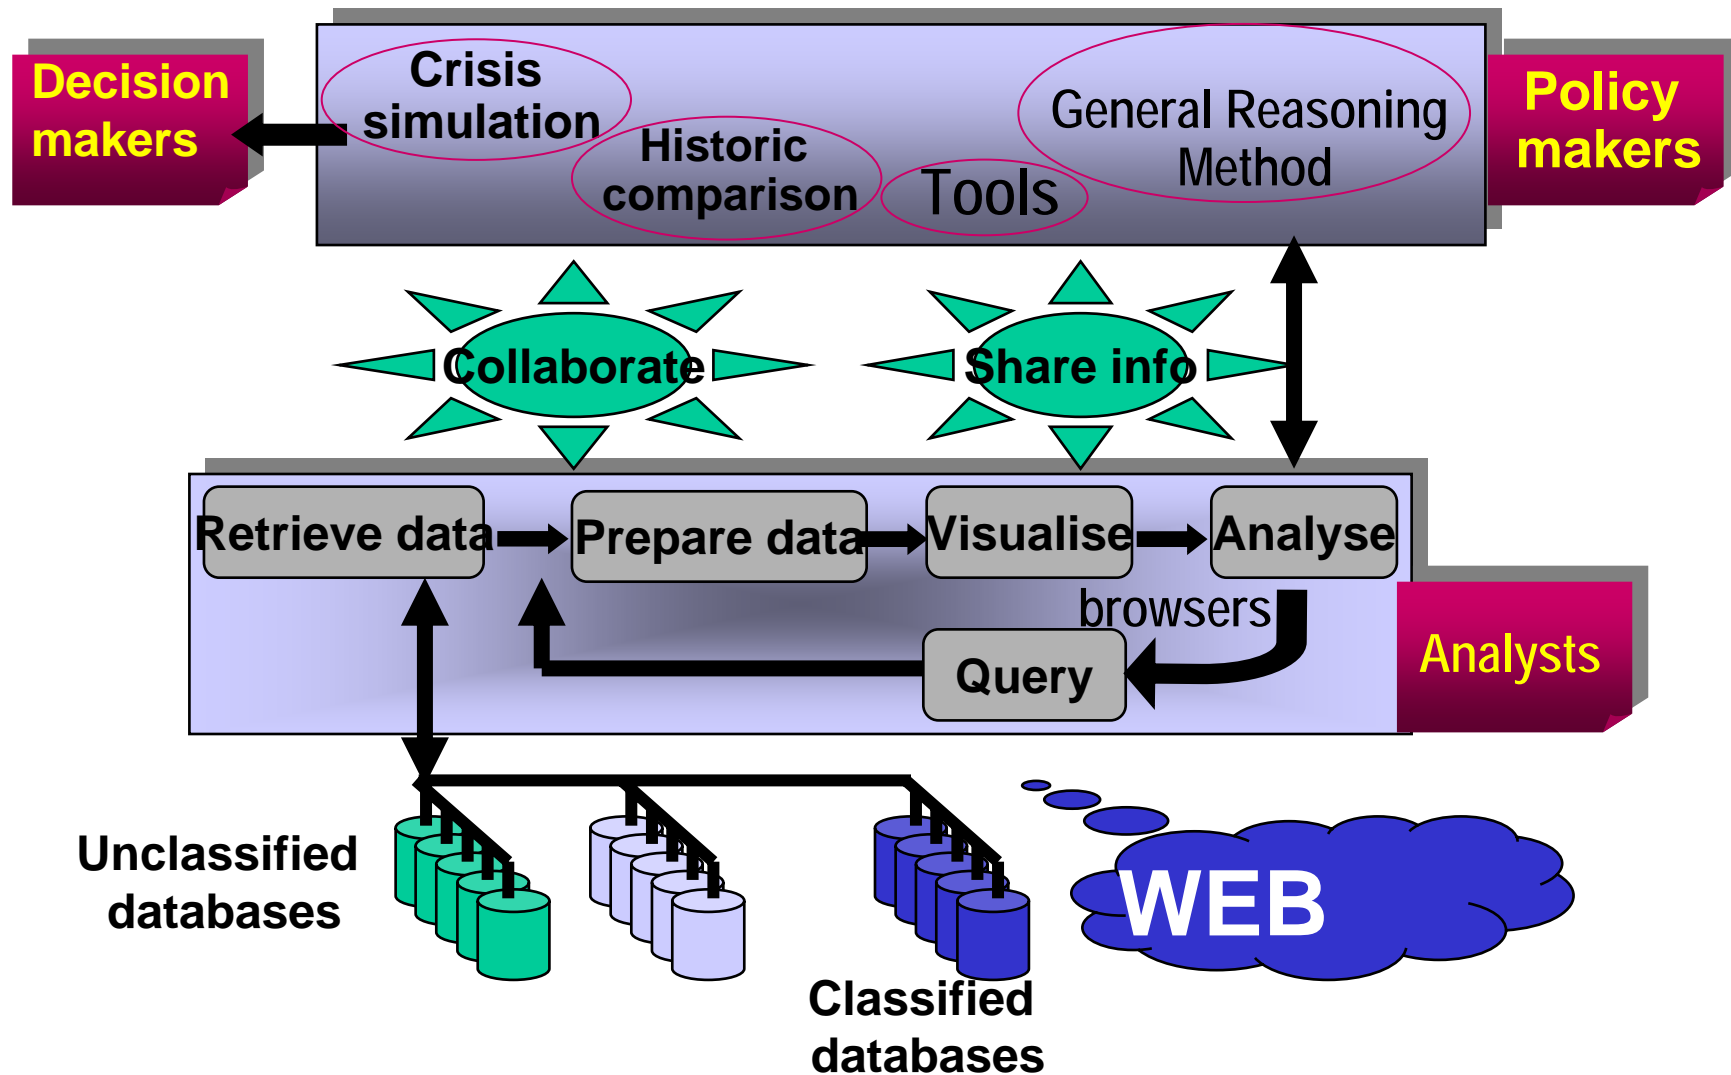 Decision
makers
Crisis
simulation
Historic
comparison
Tools
General Reasoning
Method
Policy
makers
Collaborate
Share info
Retrieve data
Prepare data
Visualise
Analyse
browsers
Query
Analysts
Unclassified
databases
Classified
databases
WEB